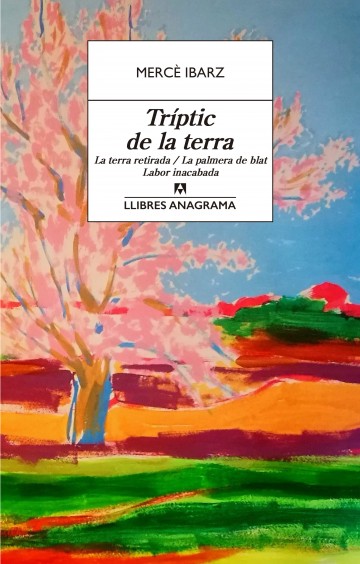 MERCÈ IBARZ
Tríptic
de la terra
La terra retirada / La palmera de blat
Labor inacabada
LLIBRES ANAGRAMA